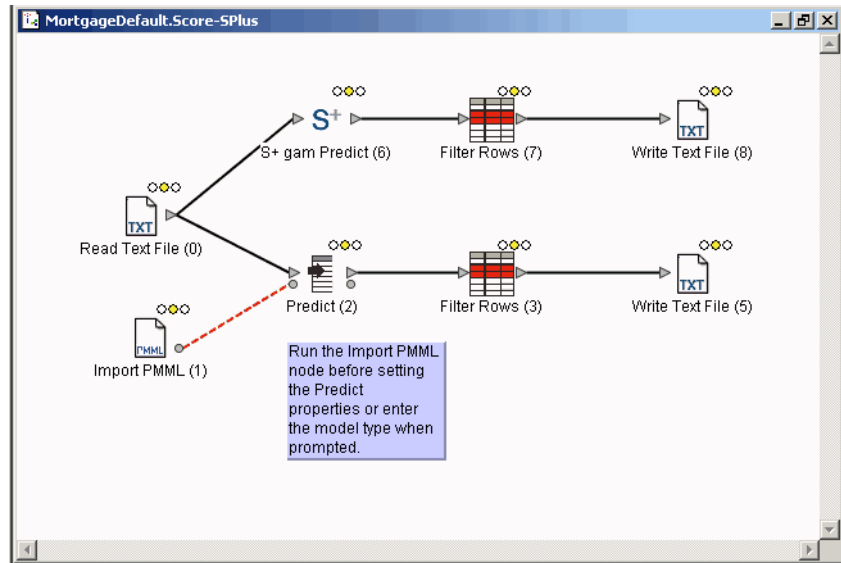 MortgageDefault.Score-SPlus
S+
TXT
S+ gam Predict (6)
Filter Rows (7)
Write Text File (8)
TXT
Read Text File (0)
TXT
Predict (2)
Filter Rows (3)
Write Text File (5)
PMML
Import PMML (1)
Run the Import PMML
node before setting
the Predict
properties or enter
the model type when
prompted.